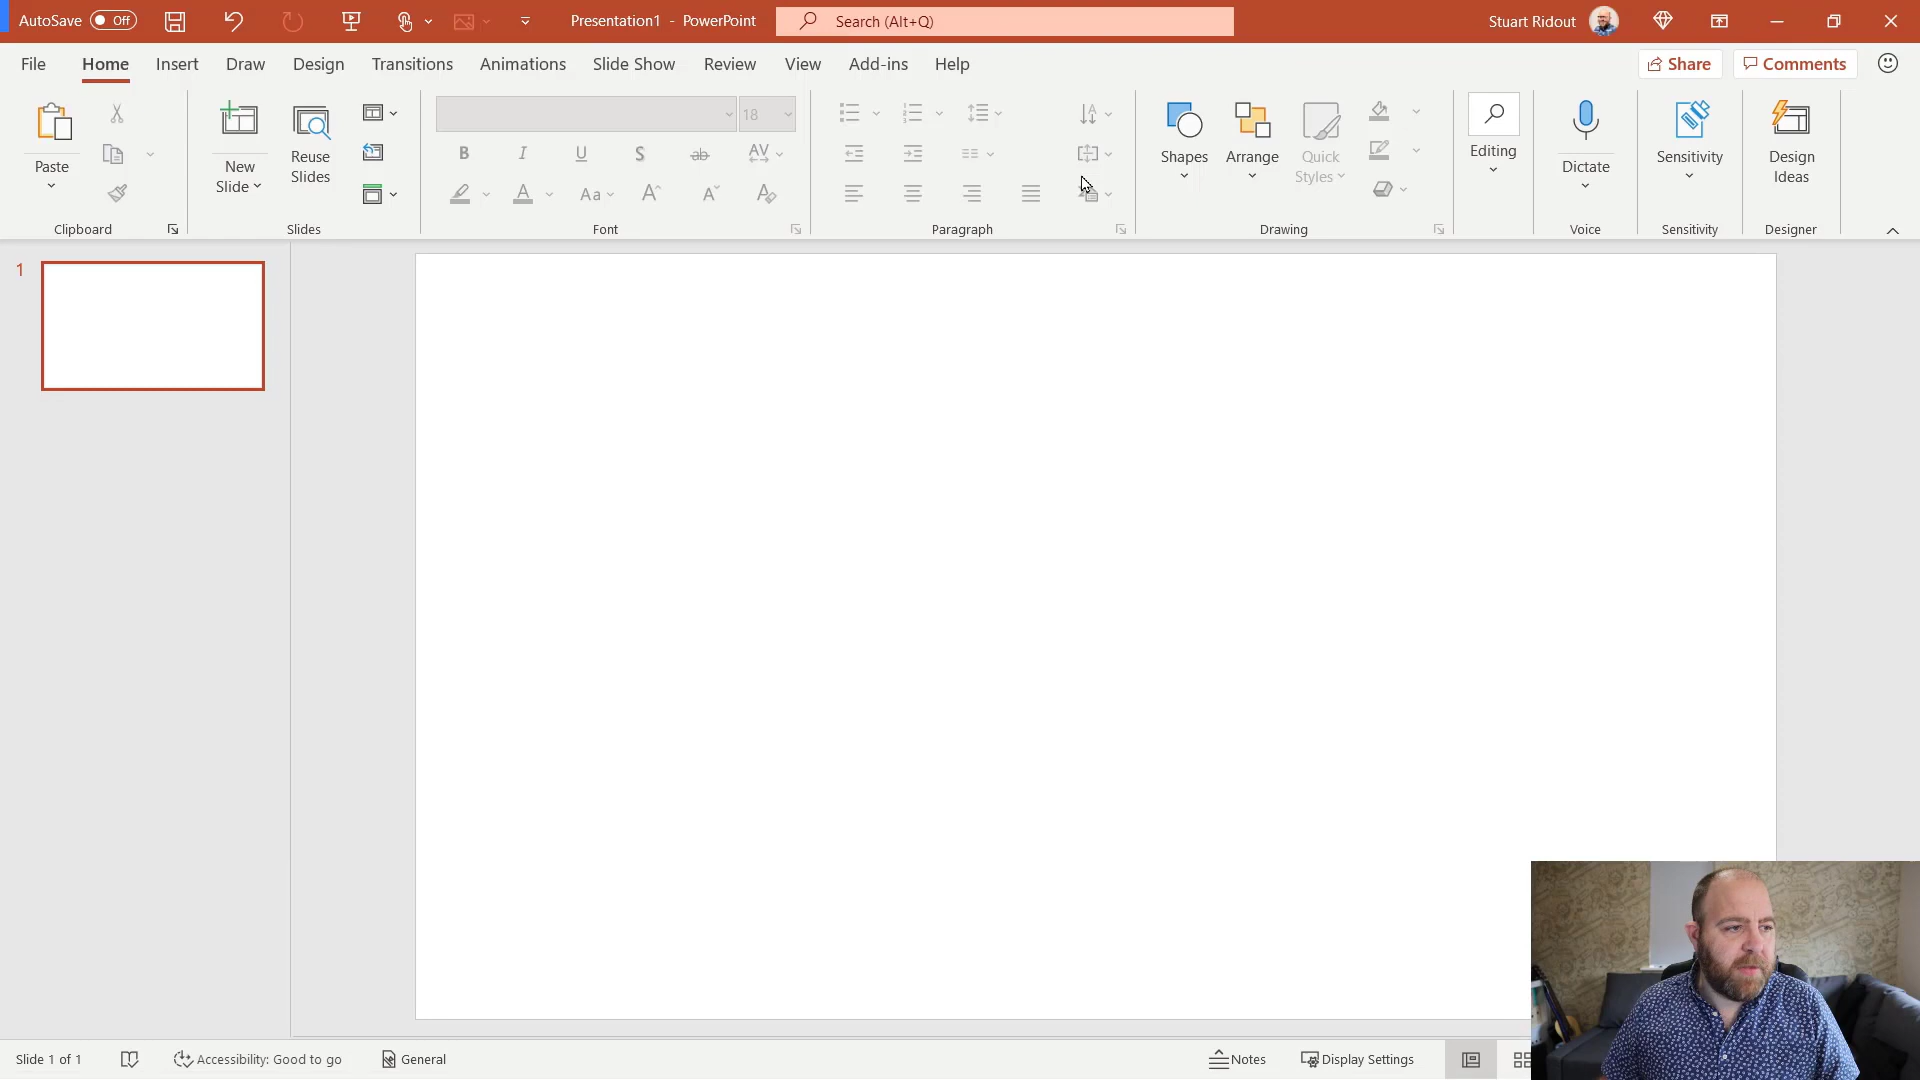 AutoSave Off Presentation1 - PowerPoint Search (Alt+Q) Stuart Ridout
File Home Insert Draw Design Transitions Animations Slide Show Review View Add-ins Help Share Comments
Paste
New Slide
Reuse Slides
18
B I U S ab AV
A Aa A A A
Shapes
Arrange
Quick Styles
Editing
Dictate
Sensitivity
Design Ideas
Clipboard Slides Font Paragraph Drawing Voice Sensitivity Designer
1
Slide 1 of 1 Accessibility: Good to go General Notes Display Settings